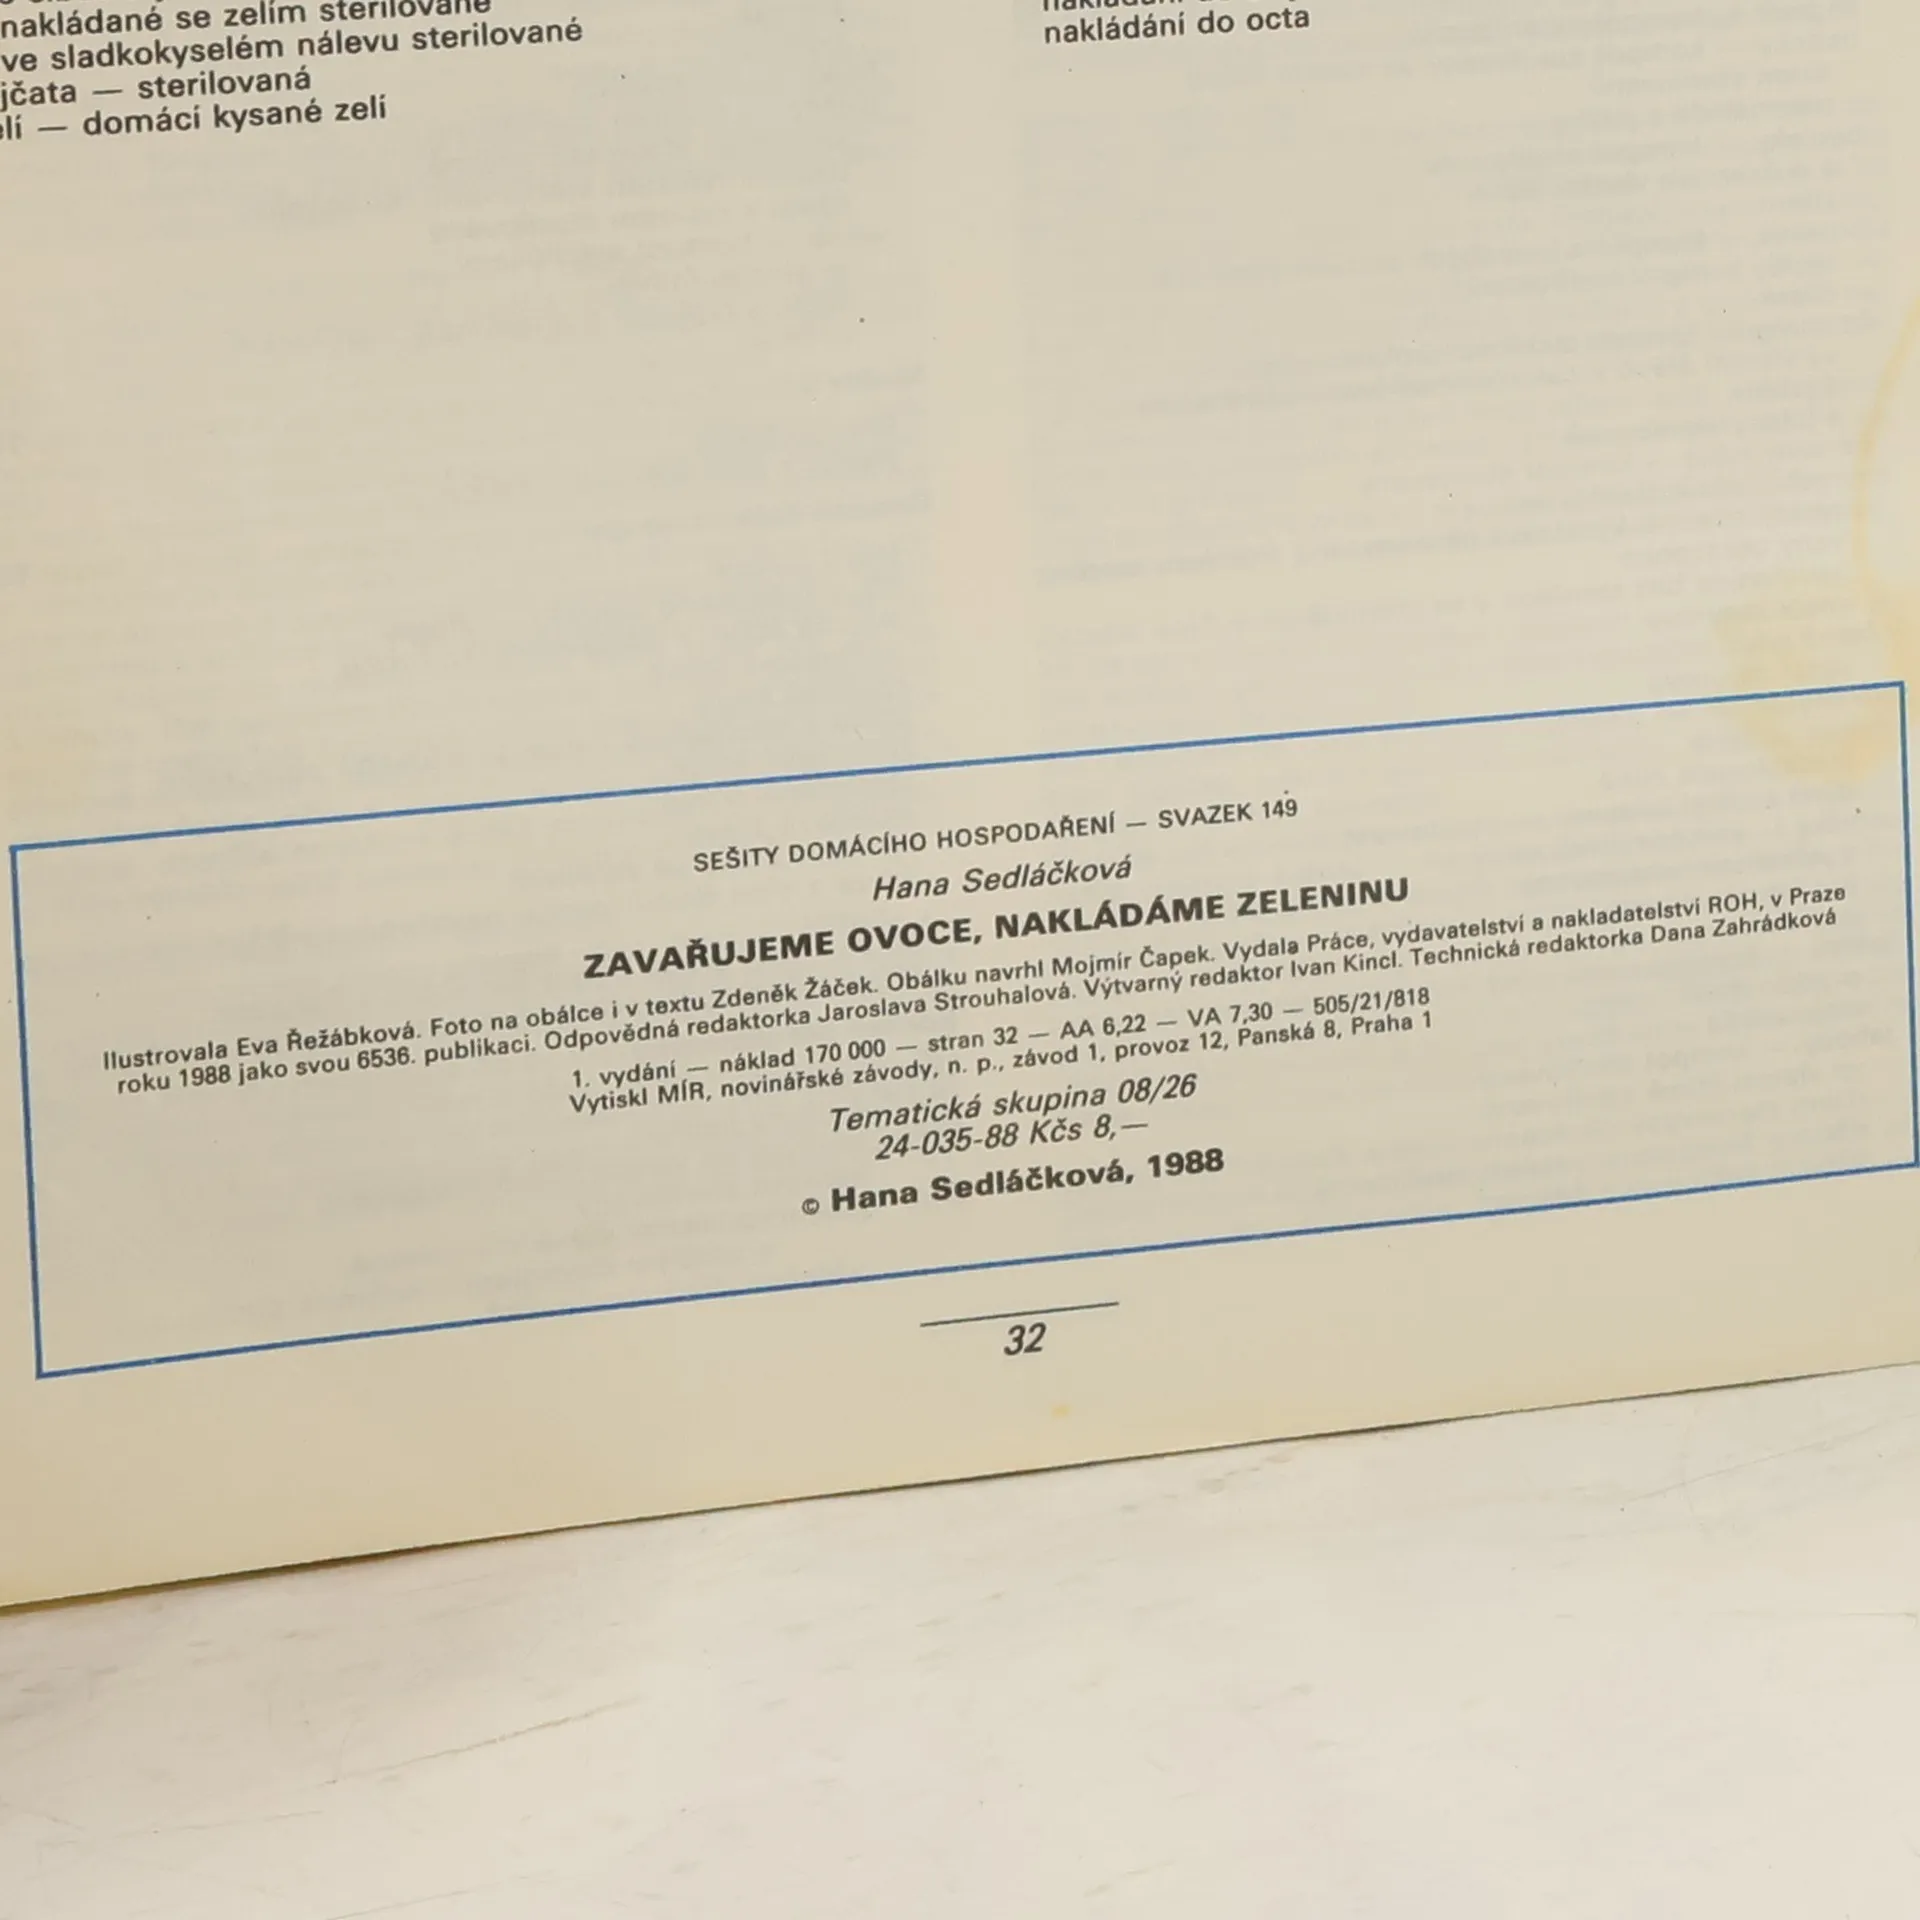 nakládané se zelím sterilované
ve sladkokyselém nálevu sterilované
jčata — sterilovaná
elí — domácí kysané zelí
nakládání do octa
SEŠITY DOMÁCÍHO HOSPODAŘENÍ — SVAZEK 149
Hana Sedláčková
ZAVAŘUJEME OVOCE, NAKLÁDÁME ZELENINU
Ilustrovala Eva Řežábková. Foto na obálce i v textu Zdeněk Žáček. Obálku navrhl Mojmír Čapek. Vydala Práce, vydavatelství a nakladatelství ROH, v Praze
roku 1988 jako svou 6536. publikaci. Odpovědná redaktorka Jaroslava Strouhalová. Výtvarný redaktor Ivan Kincl. Technická redaktorka Dana Zahrádková
1. vydání — náklad 170 000 — stran 32 — AA 6,22 — VA 7,30 — 505/21/818
Vytiskl MÍR, novinářské závody, n. p., závod 1, provoz 12, Panská 8, Praha 1
Tematická skupina 08/26
24-035-88 Kčs 8,—
© Hana Sedláčková, 1988
32